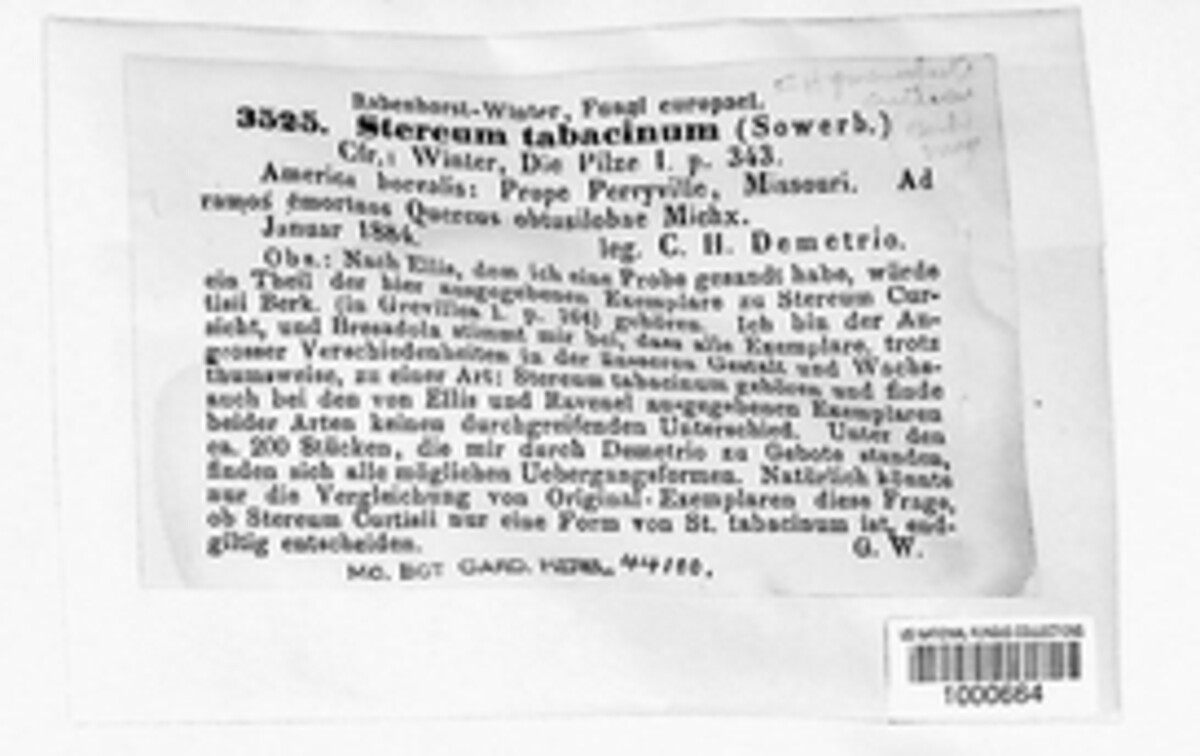 Rabenhorst-Winter, Fungi europaei.
3525. Stereum tabacinum (Sowerb.)
Cfr.: Winter, Die Pilze I. p. 343.
America borealis: Prope Perryville, Missouri. Ad
ramos emortuos Quercus obtusilobae Michx.
Januar 1884. leg. C. H. Demetrio.
Obs.: Nach Ellis, dem ich eine Probe gesandt habe, würde
ein Theil der hier ausgegebenen Exemplare zu Stereum Cur-
tisii Berk. (in Grevillea I. p. 164) gehören. Ich bin der An-
sicht, und Bresadola stimmt mir bei, dass alle Exemplare, trotz
grosser Verschiedenheiten in der äusseren Gestalt und Wachs-
thumsweise, zu einer Art: Stereum tabacinum gehören und finde
auch bei den von Ellis und Ravenel ausgegebenen Exemplaren
beider Arten keinen durchgreifenden Unterschied. Unter den
ca. 200 Stücken, die mir durch Demetrio zu Gebote standen,
finden sich alle möglichen Uebergangsformen. Natürlich könnte
nur die Vergleichung von Original-Exemplaren diese Frage,
ob Stereum Curtisii nur eine Form von St. tabacinum ist, end-
giltig entscheiden. G. W.
MO. BOT GARD. HERB.
US NATIONAL FUNGUS COLLECTIONS
1000664